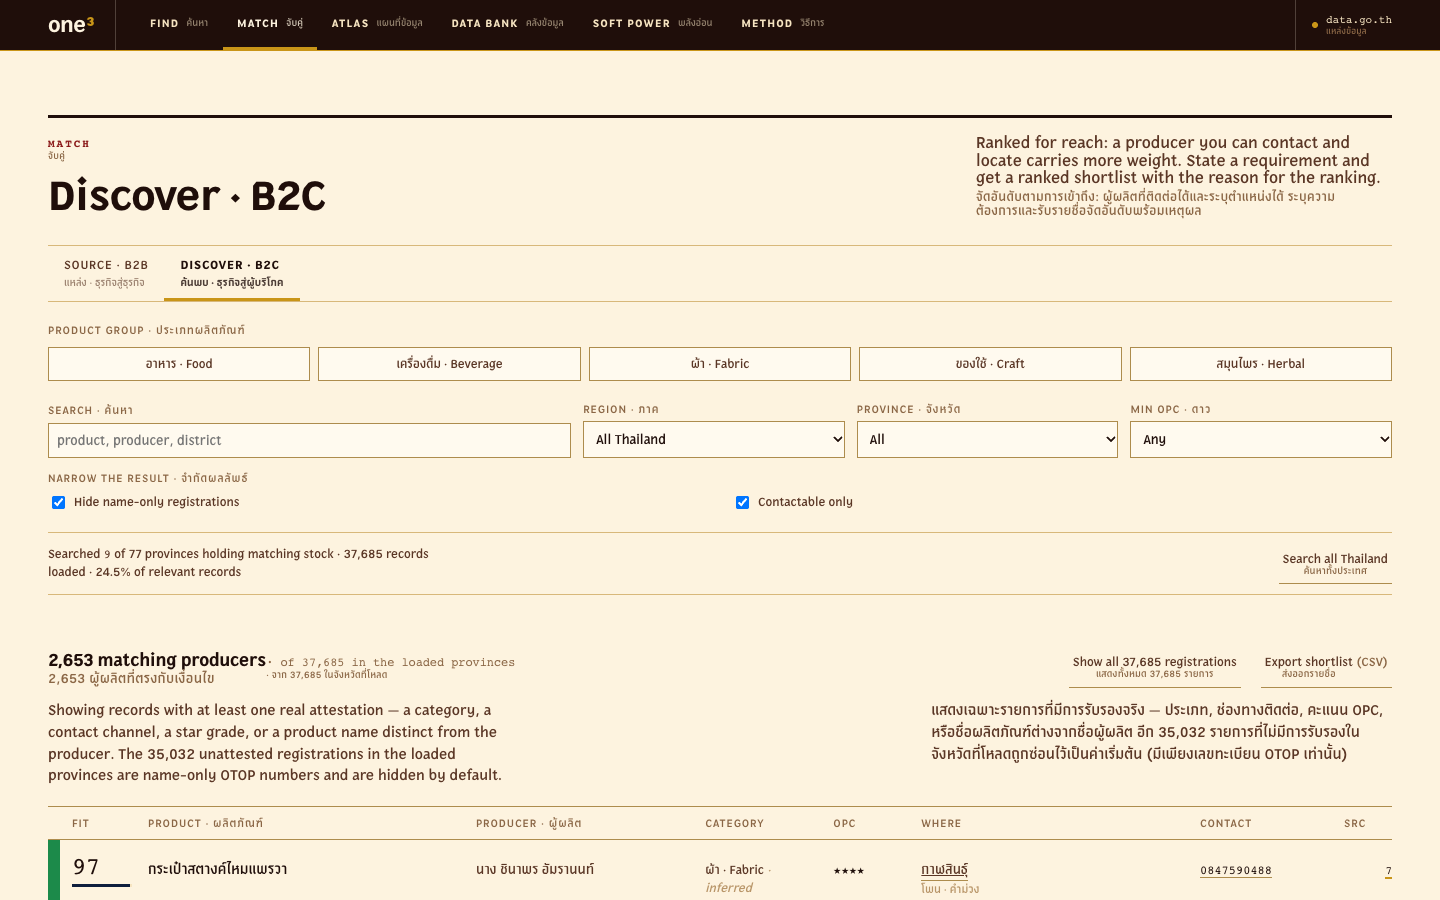 one³
FIND ค้นหา
MATCH จับคู่
ATLAS แผนที่ข้อมูล
DATA BANK คลังข้อมูล
SOFT POWER พลังอ่อน
METHOD วิธีการ
data.go.th
แหล่งข้อมูล
MATCH
จับคู่
Discover · B2C
Ranked for reach: a producer you can contact and
locate carries more weight. State a requirement and
get a ranked shortlist with the reason for the ranking.
จัดอันดับตามการเข้าถึง: ผู้ผลิตที่ติดต่อได้และระบุตำแหน่งได้ ระบุความ
ต้องการและรับรายชื่อจัดอันดับพร้อมเหตุผล
SOURCE · B2B
แหล่ง · ธุรกิจสู่ธุรกิจ
DISCOVER · B2C
ค้นพบ · ธุรกิจสู่ผู้บริโภค
PRODUCT GROUP · ประเภทผลิตภัณฑ์
อาหาร · Food
เครื่องดื่ม · Beverage
ผ้า · Fabric
ของใช้ · Craft
สมุนไพร · Herbal
SEARCH · ค้นหา
REGION · ภาค
PROVINCE · จังหวัด
MIN OPC · ดาว
product, producer, district
All Thailand
All
Any
NARROW THE RESULT · จำกัดผลลัพธ์
Hide name-only registrations
Contactable only
Searched 9 of 77 provinces holding matching stock · 37,685 records
loaded · 24.5% of relevant records
Search all Thailand
ค้นหาทั้งประเทศ
2,653 matching producers · of 37,685 in the loaded provinces
2,653 ผู้ผลิตที่ตรงกับเงื่อนไข · จาก 37,685 ในจังหวัดที่โหลด
Show all 37,685 registrations
แสดงทั้งหมด 37,685 รายการ
Export shortlist (CSV)
ส่งออกรายชื่อ
Showing records with at least one real attestation — a category, a
contact channel, a star grade, or a product name distinct from the
producer. The 35,032 unattested registrations in the loaded
provinces are name-only OTOP numbers and are hidden by default.
แสดงเฉพาะรายการที่มีการรับรองจริง — ประเภท, ช่องทางติดต่อ, คะแนน OPC,
หรือชื่อผลิตภัณฑ์ต่างจากชื่อผู้ผลิต อีก 35,032 รายการที่ไม่มีการรับรองใน
จังหวัดที่โหลดถูกซ่อนไว้เป็นค่าเริ่มต้น (มีเพียงเลขทะเบียน OTOP เท่านั้น)
FIT
PRODUCT · ผลิตภัณฑ์
PRODUCER · ผู้ผลิต
CATEGORY
OPC
WHERE
CONTACT
SRC
97
กระเป๋าสตางค์ไหมแพรวา
นาง ชินาพร อัมรานนท์
ผ้า · Fabric ·
inferred
★★★★
กาฬสินธุ์
โพน · คำม่วง
0847590488
7